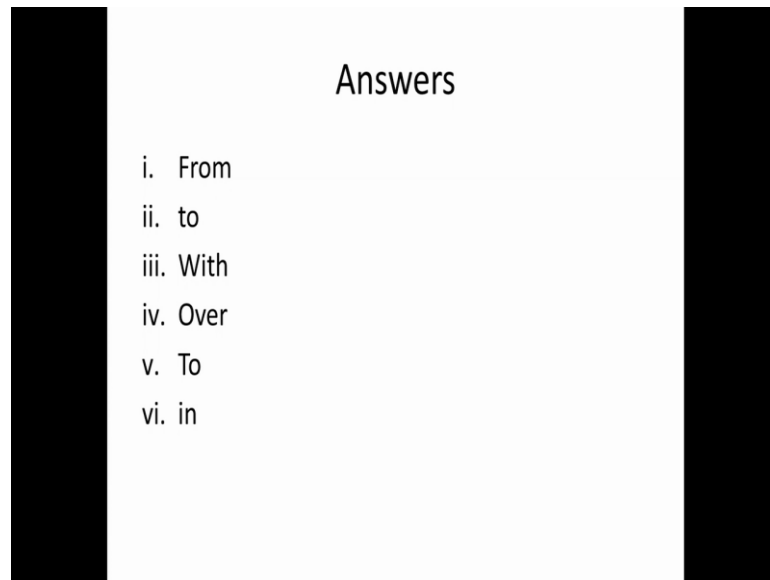 Answers
i. From
ii. to
iii. With
iv. Over
v. To
vi. in